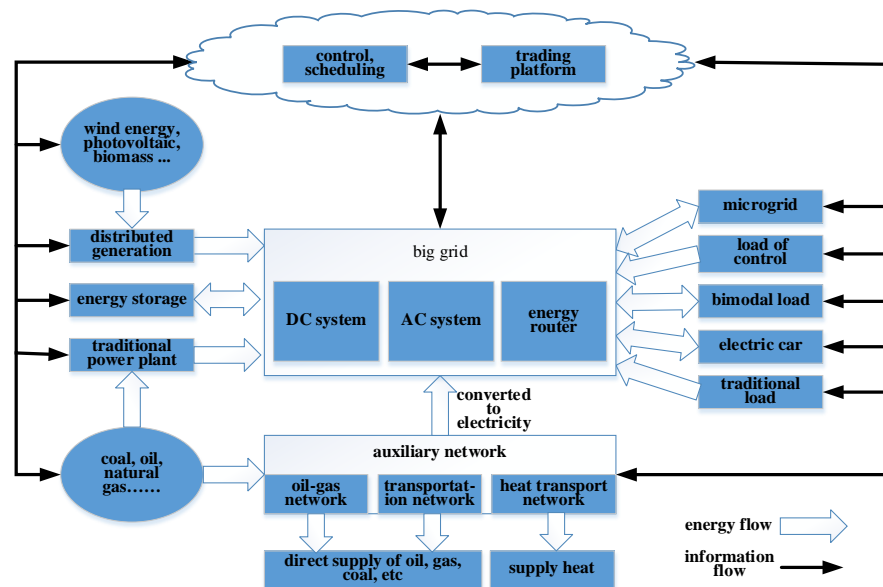 control,
scheduling
trading
platform
wind energy,
photovoltaic,
biomass ...
distributed
generation
energy storage
traditional
power plant
coal, oil,
natural
gas……
big grid
DC system
AC system
energy
router
microgrid
load of
control
bimodal load
electric car
traditional
load
converted
to
electricity
auxiliary network
oil-gas
network
transportat-
ion network
heat transport
network
direct supply of oil, gas,
coal, etc
supply heat
energy flow
information
flow